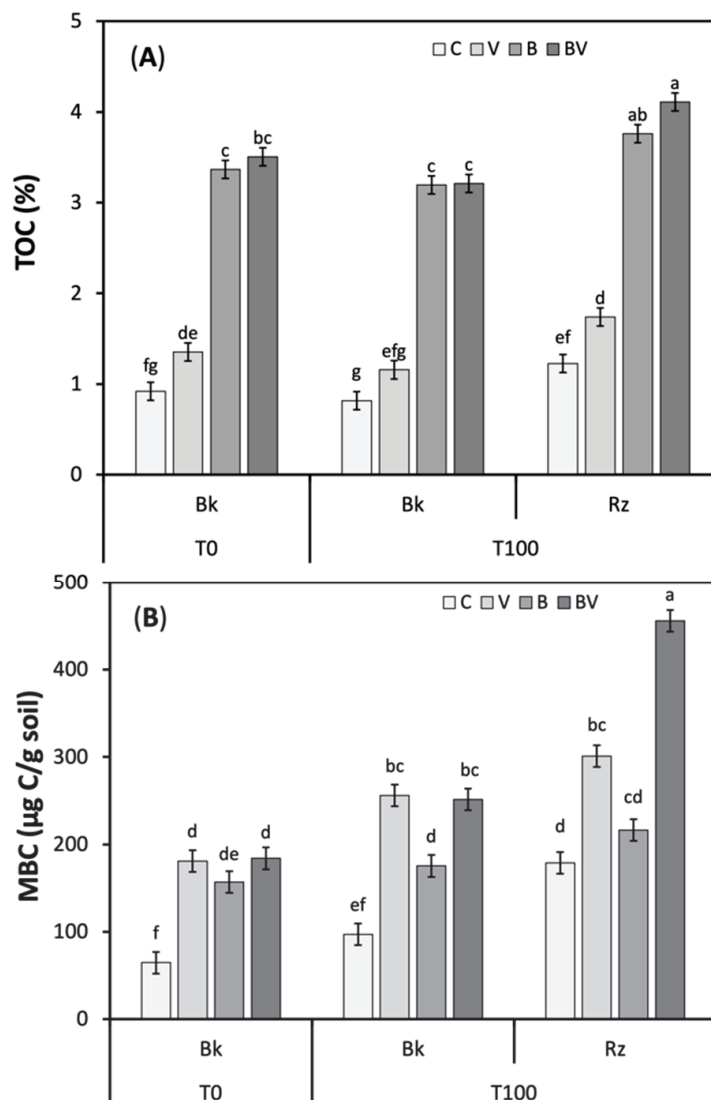 5
(A)
C V B BV
a
ab
4
bc
c
c c
3
TOC (%)
2
d
de
ef
efg
fg
g
1
0
Bk Bk Rz
T0 T100
500
(B)
C V B BV
a
400
bc
300
bc bc
MBC (µg C/g soil)
cd
200
d de d
d
d
ef
f
100
0
Bk Bk Rz
T0 T100